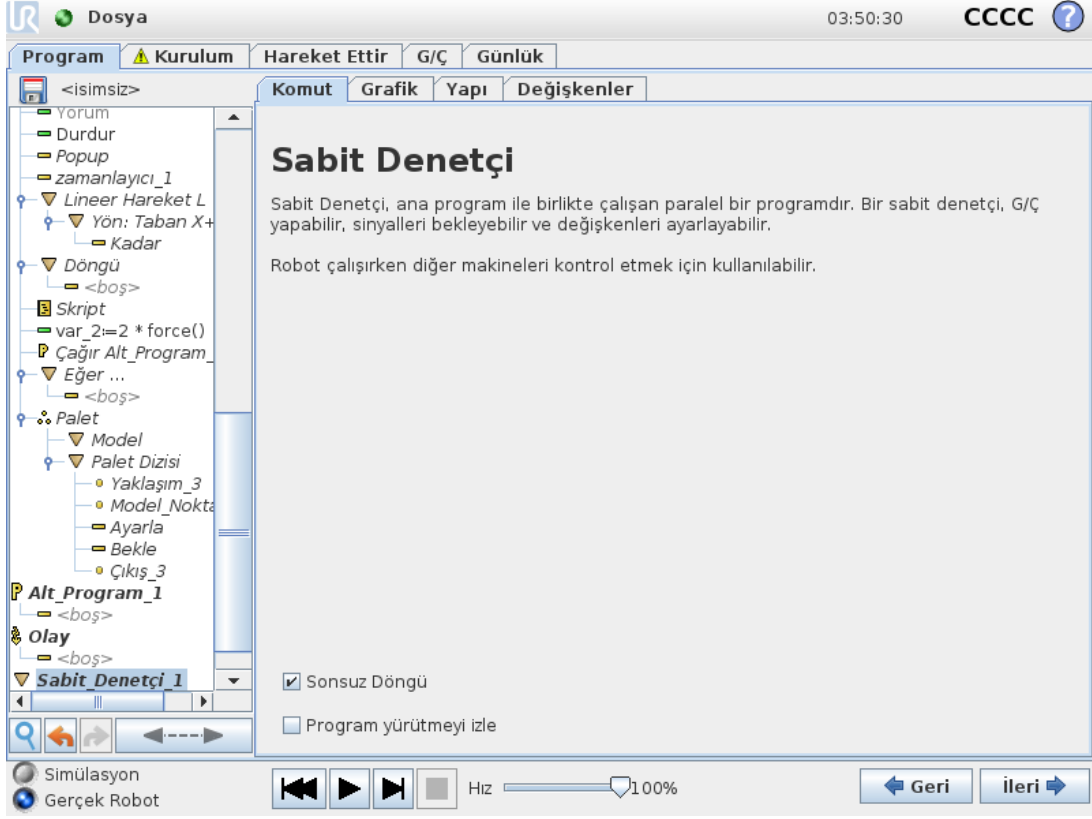 UR Dosya 03:50:30 CCCC ?
Program Kurulum Hareket Ettir G/Ç Günlük
<isimsiz>
Komut Grafik Yapı Değişkenler
Yorum
Durdur
Popup
zamanlayıcı_1
Lineer Hareket L
Yön: Taban X+
Kadar
Döngü
<boş>
Skript
var_2:=2 * force()
Çağır Alt_Program_
Eğer ...
<boş>
Palet
Model
Palet Dizisi
Yaklaşım_3
Model_Nokta
Ayarla
Bekle
Çıkış_3
Alt_Program_1
<boş>
Olay
<boş>
Sabit_Denetçi_1
Sabit Denetçi
Sabit Denetçi, ana program ile birlikte çalışan paralel bir programdır. Bir sabit denetçi, G/Ç
yapabilir, sinyalleri bekleyebilir ve değişkenleri ayarlayabilir.
Robot çalışırken diğer makineleri kontrol etmek için kullanılabilir.
Sonsuz Döngü
Program yürütmeyi izle
Simülasyon
Gerçek Robot
Hız 100%
Geri İleri